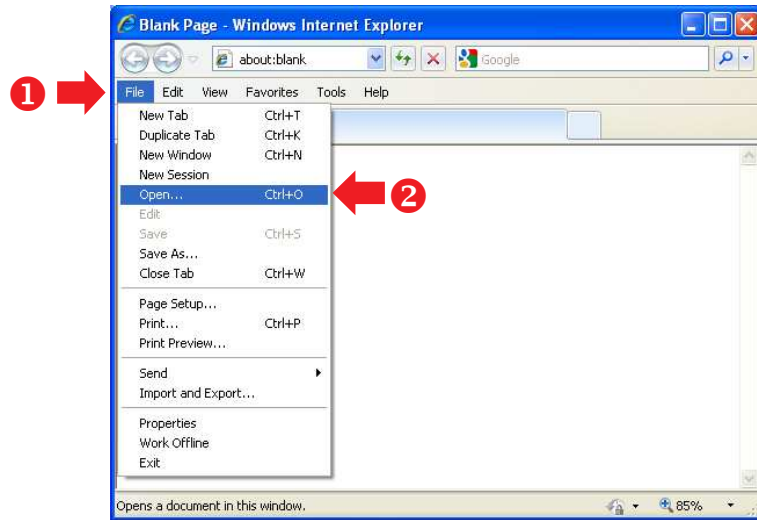 Blank Page - Windows Internet Explorer
about:blank Google
1
File Edit View Favorites Tools Help
New Tab Ctrl+T
Duplicate Tab Ctrl+K
New Window Ctrl+N
New Session
Open... Ctrl+O
2
Edit
Save Ctrl+S
Save As...
Close Tab Ctrl+W
Page Setup...
Print... Ctrl+P
Print Preview...
Send
Import and Export...
Properties
Work Offline
Exit
Opens a document in this window. 85%